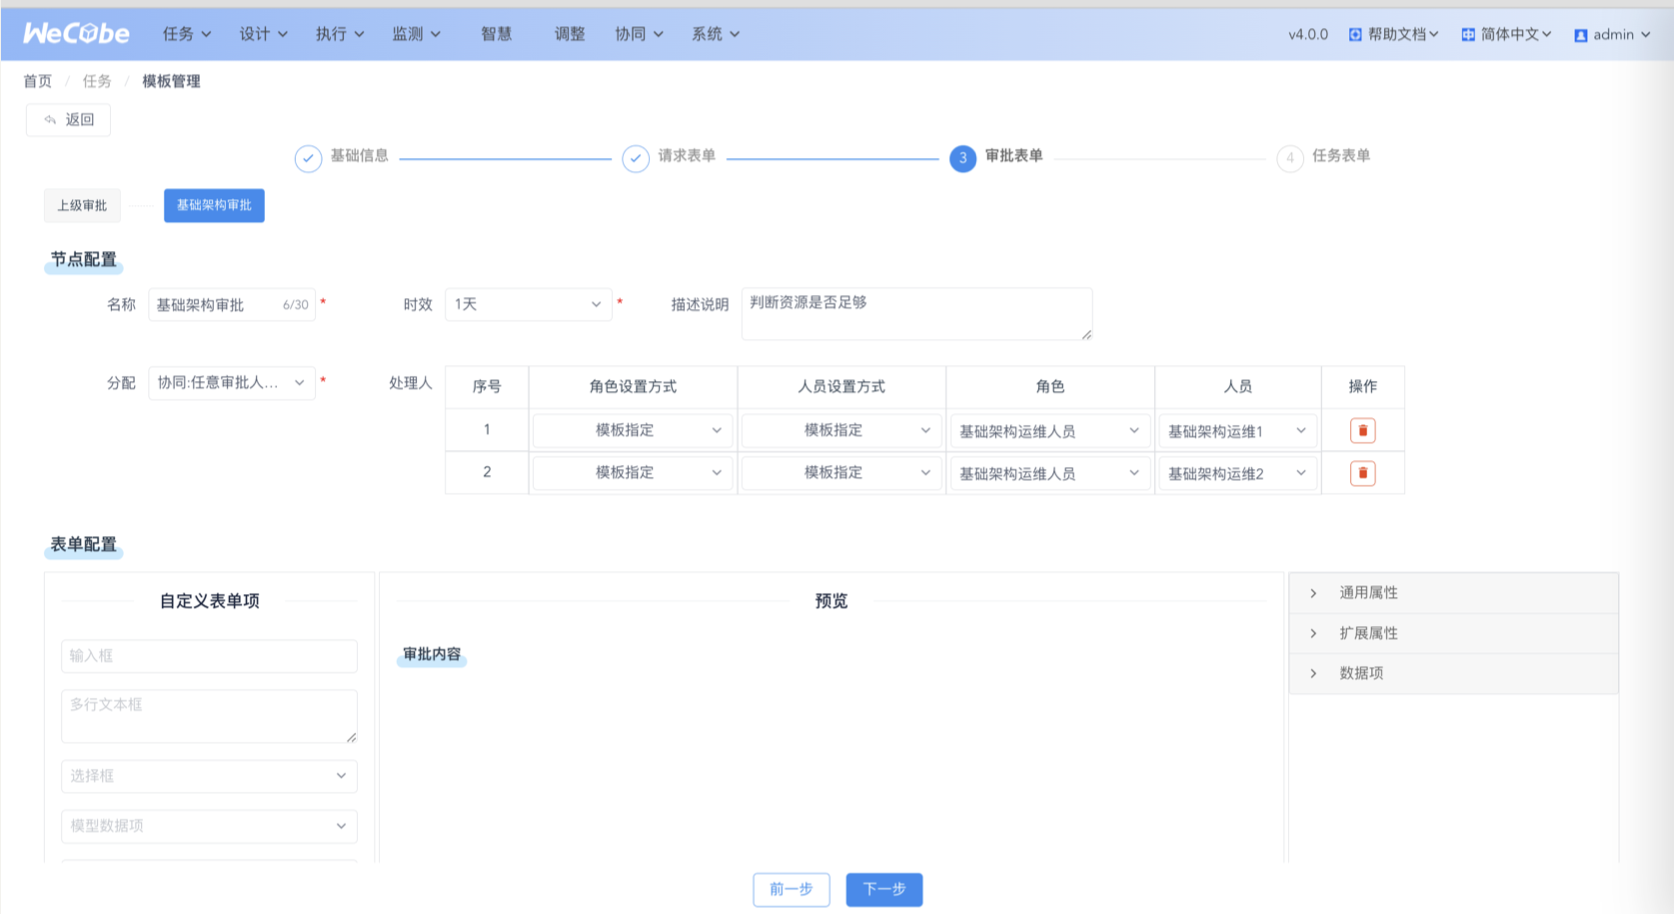 WeCube 任务 设计 执行 监测 智慧 调整 协同 系统 v4.0.0 帮助文档 简体中文 admin
首页 / 任务 / 模板管理
返回
基础信息 请求表单 3 审批表单 4 任务表单
上级审批 基础架构审批
节点配置
名称 基础架构审批 6/30 * 时效 1天 * 描述说明 判断资源是否足够
分配 协同:任意审批人... * 处理人
序号 角色设置方式 人员设置方式 角色 人员 操作
1 模板指定 模板指定 基础架构运维人员 基础架构运维1
2 模板指定 模板指定 基础架构运维人员 基础架构运维2
表单配置
自定义表单项
输入框
多行文本框
选择框
模型数据项
预览
审批内容
通用属性
扩展属性
数据项
前一步 下一步